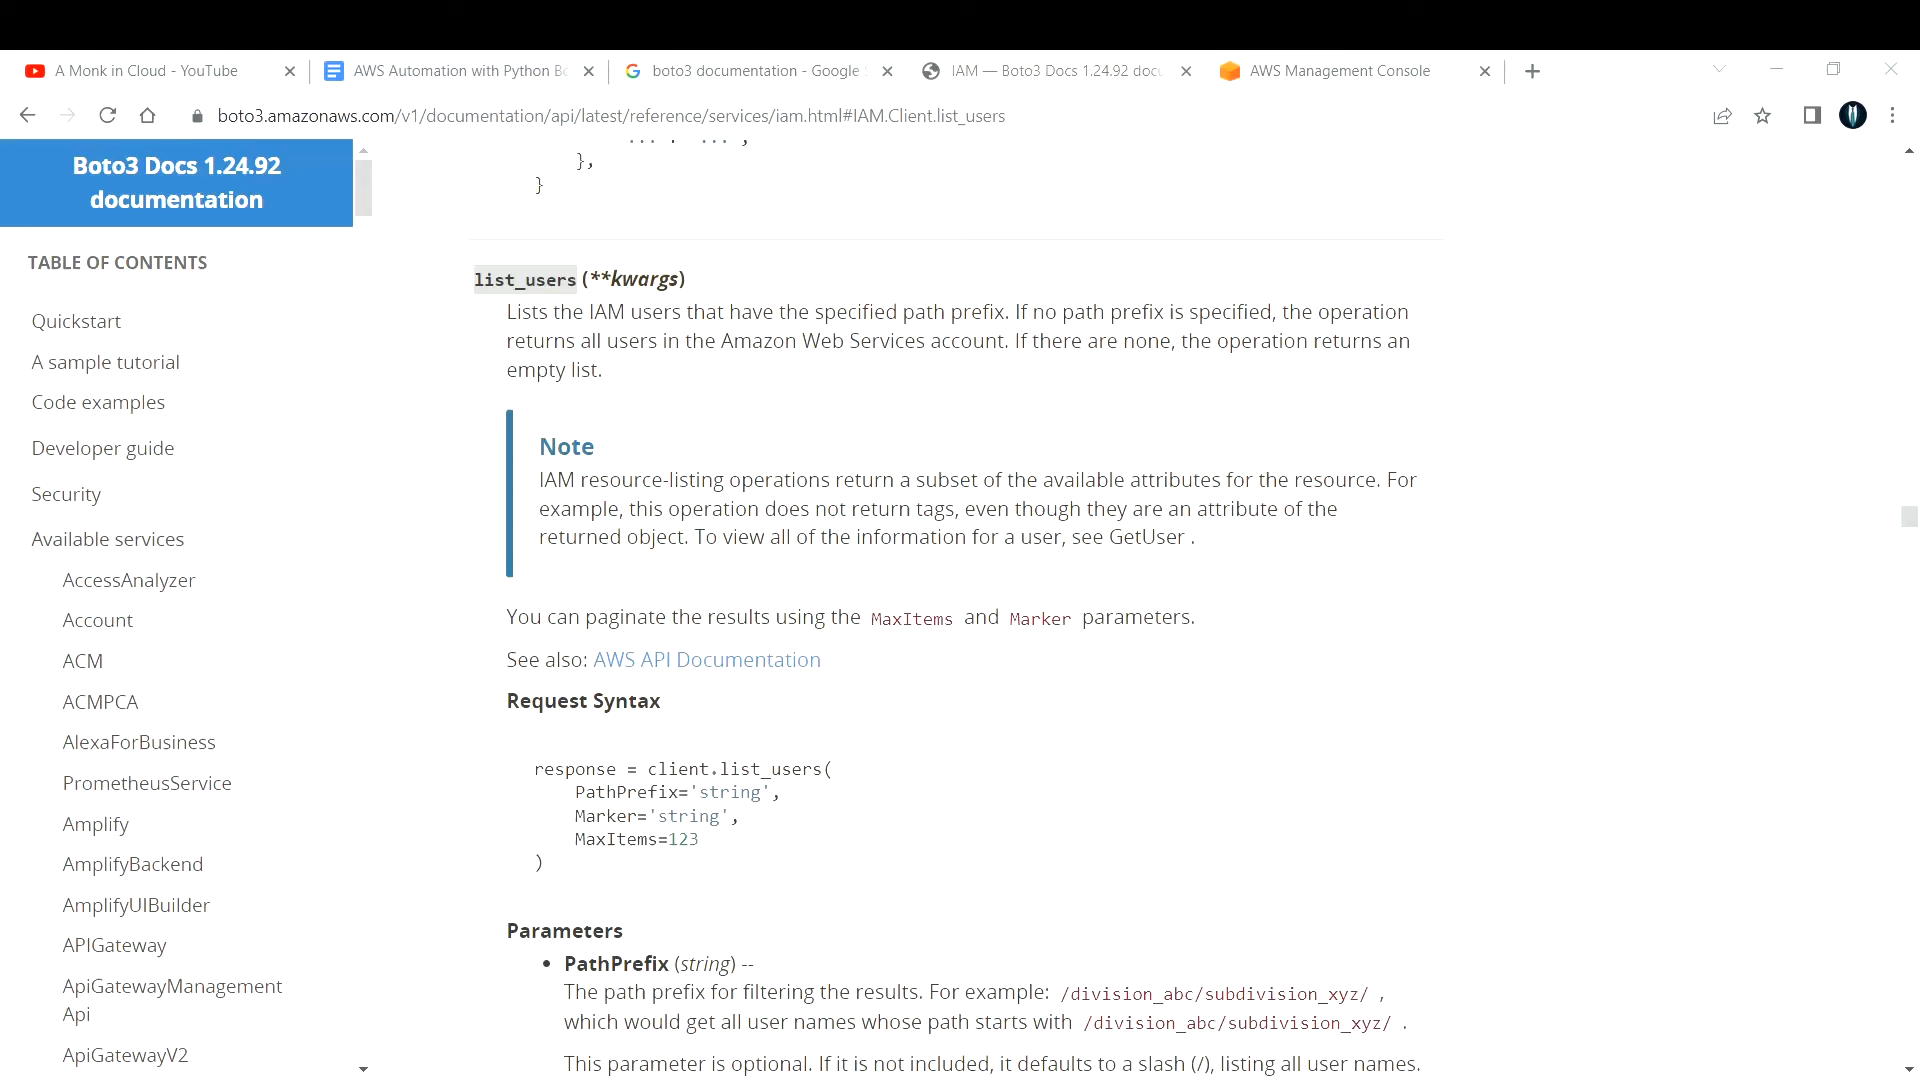 A Monk in Cloud - YouTube
AWS Automation with Python Bo
boto3 documentation - Google
IAM — Boto3 Docs 1.24.92 docu
AWS Management Console
boto3.amazonaws.com/v1/documentation/api/latest/reference/services/iam.html#IAM.Client.list_users
Boto3 Docs 1.24.92
documentation
TABLE OF CONTENTS
Quickstart
A sample tutorial
Code examples
Developer guide
Security
Available services
AccessAnalyzer
Account
ACM
ACMPCA
AlexaForBusiness
PrometheusService
Amplify
AmplifyBackend
AmplifyUIBuilder
APIGateway
ApiGatewayManagement
Api
ApiGatewayV2
},
}
list_users (**kwargs)
Lists the IAM users that have the specified path prefix. If no path prefix is specified, the operation
returns all users in the Amazon Web Services account. If there are none, the operation returns an
empty list.
Note
IAM resource-listing operations return a subset of the available attributes for the resource. For
example, this operation does not return tags, even though they are an attribute of the
returned object. To view all of the information for a user, see GetUser .
You can paginate the results using the MaxItems and Marker parameters.
See also: AWS API Documentation
Request Syntax
response = client.list_users(
PathPrefix='string',
Marker='string',
MaxItems=123
)
Parameters
• PathPrefix (string) --
The path prefix for filtering the results. For example: /division_abc/subdivision_xyz/ ,
which would get all user names whose path starts with /division_abc/subdivision_xyz/ .
This parameter is optional. If it is not included, it defaults to a slash (/), listing all user names.